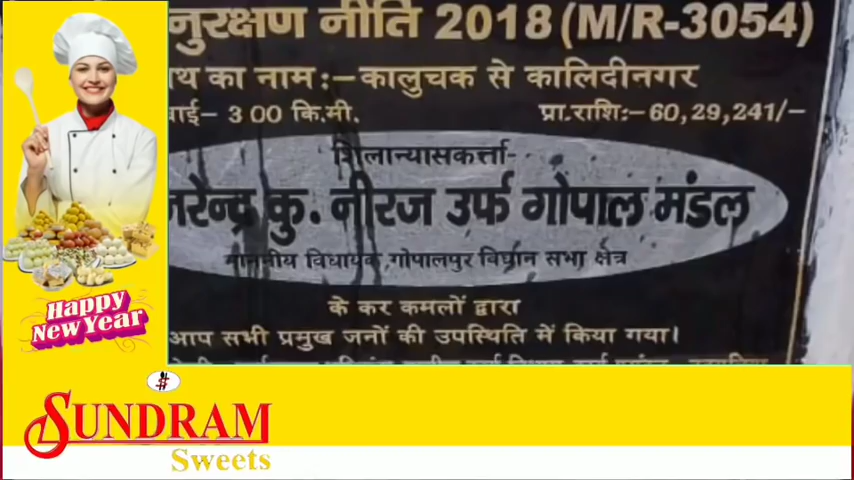 नुरक्षण नीति 2018 (M/R-3054)
का नाम:-कालुचक से कालिदीनगर
3.00 कि.मी. प्रा.राशि:-60,29,241/-
शिलान्यासकर्त्ता-
नरेन्द्र कु. नीरज उर्फ गोपाल मंडल
माननीय विधायक, गोपालपुर विधान सभा क्षेत्र
के कर कमलों द्वारा
आप सभी प्रमुख जनों की उपस्थिति में किया गया।
Happy
New Year
SUNDRAM
Sweets